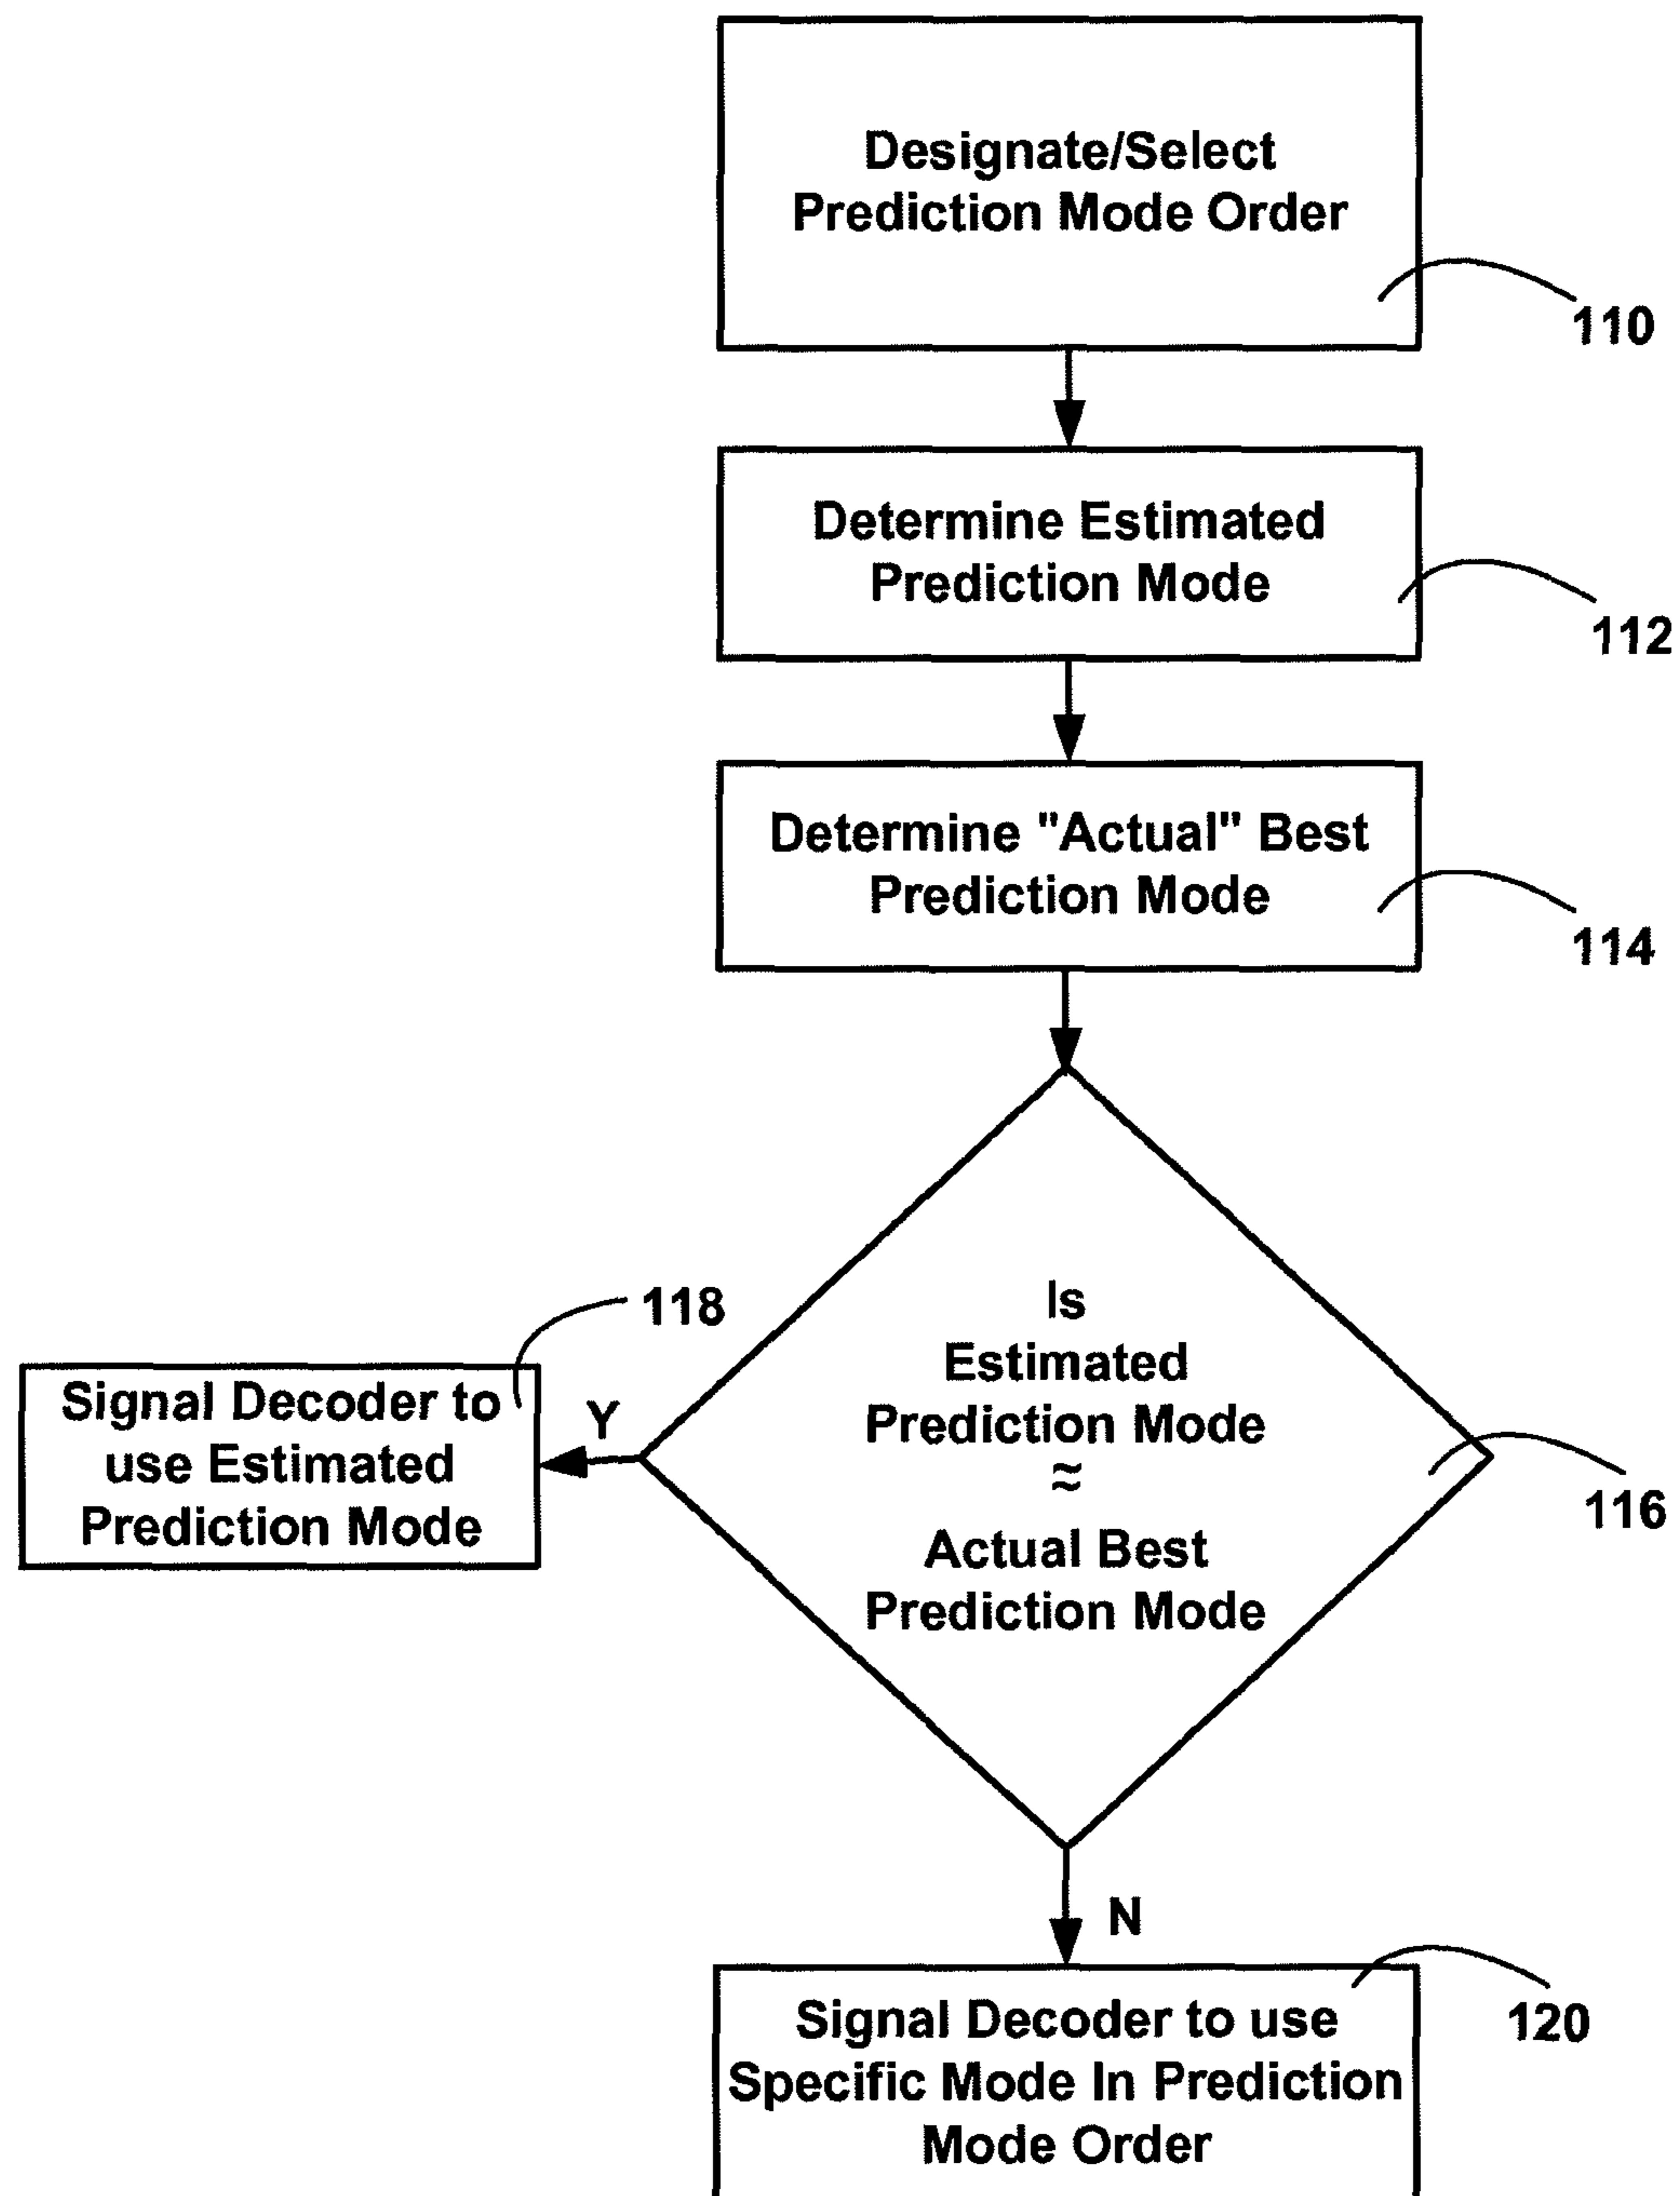 Designate/Select
Prediction Mode Order
110
Determine Estimated
Prediction Mode
112
Determine "Actual" Best
Prediction Mode
114
Is
Estimated
Prediction Mode
≈
Actual Best
Prediction Mode
116
118
Signal Decoder to
use Estimated
Prediction Mode
Y
N
Signal Decoder to use
Specific Mode In Prediction
Mode Order
120